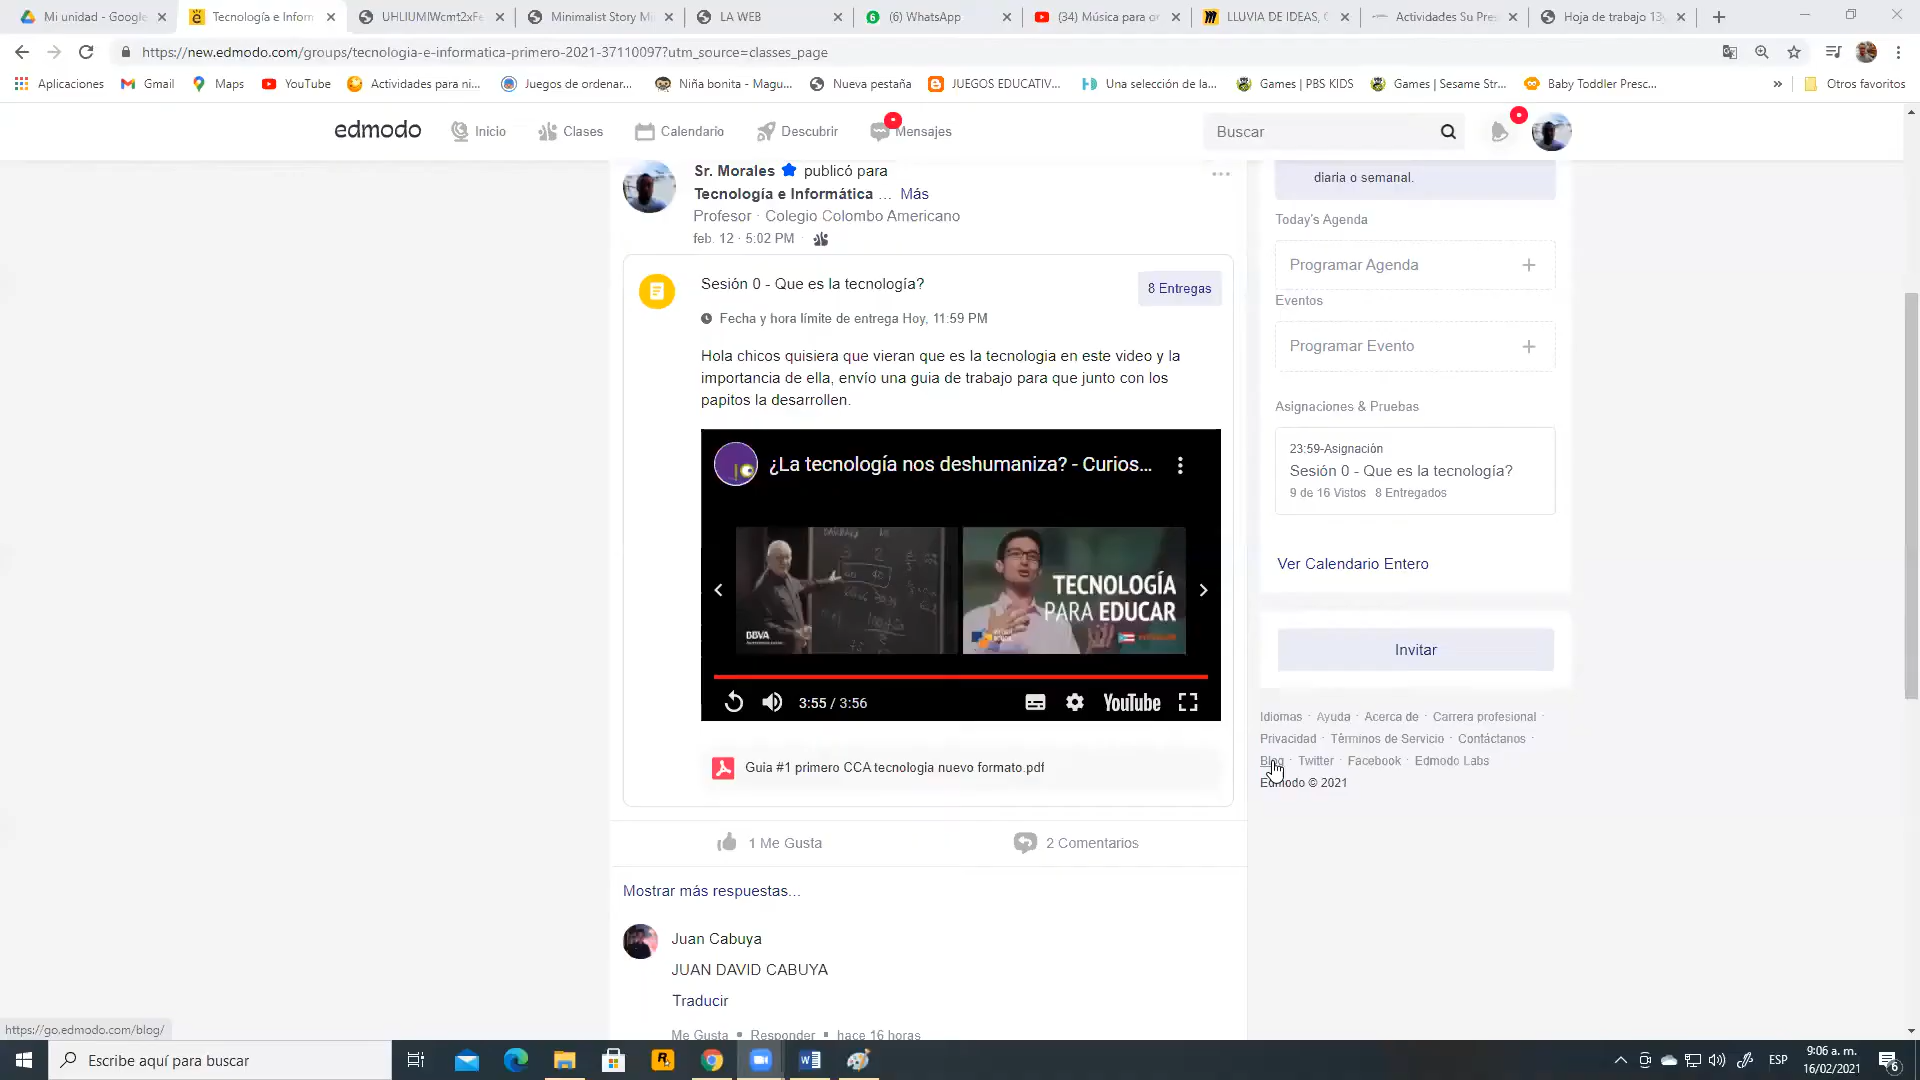 Mi unidad - Google
Tecnología e Inform
UHLIUMIWcmt2xFe
Minimalist Story M
LA WEB
(6) WhatsApp
(34) Música para or
LLUVIA DE IDEAS,
Actividades Su Pres
Hoja de trabajo 13
https://new.edmodo.com/groups/tecnologia-e-informatica-primero-2021-37110097?utm_source=classes_page
Aplicaciones
Gmail
Maps
YouTube
Actividades para ni...
Juegos de ordenar...
Niña bonita - Magu...
Nueva pestaña
JUEGOS EDUCATIV...
Una selección de la...
Games | PBS KIDS
Games | Sesame Str...
Baby Toddler Presc...
»
Otros favoritos
edmodo
Inicio
Clases
Calendario
Descubrir
Mensajes
Buscar
Sr. Morales publicó para
Tecnología e Informática ... Más
Profesor · Colegio Colombo Americano
feb. 12 · 5:02 PM ·
Sesión 0 - Que es la tecnología?
8 Entregas
Fecha y hora límite de entrega Hoy, 11:59 PM
Hola chicos quisiera que vieran que es la tecnologia en este video y la
importancia de ella, envío una guia de trabajo para que junto con los
papitos la desarrollen.
¿La tecnología nos deshumaniza? - Curios...
BBVA
TECNOLOGÍA
PARA EDUCAR
3:55 / 3:56
YouTube
Guia #1 primero CCA tecnologia nuevo formato.pdf
1 Me Gusta
2 Comentarios
Mostrar más respuestas...
Juan Cabuya
JUAN DAVID CABUYA
Traducir
Me Gusta • Responder • hace 16 horas
diaria o semanal.
Today's Agenda
Programar Agenda +
Eventos
Programar Evento +
Asignaciones & Pruebas
23:59-Asignación
Sesión 0 - Que es la tecnología?
9 de 16 Vistos 8 Entregados
Ver Calendario Entero
Invitar
Idiomas · Ayuda · Acerca de · Carrera profesional ·
Privacidad · Términos de Servicio · Contáctanos ·
Blog · Twitter · Facebook · Edmodo Labs
Edmodo © 2021
https://go.edmodo.com/blog/
Escribe aquí para buscar
ESP
9:06 a. m.
16/02/2021
6